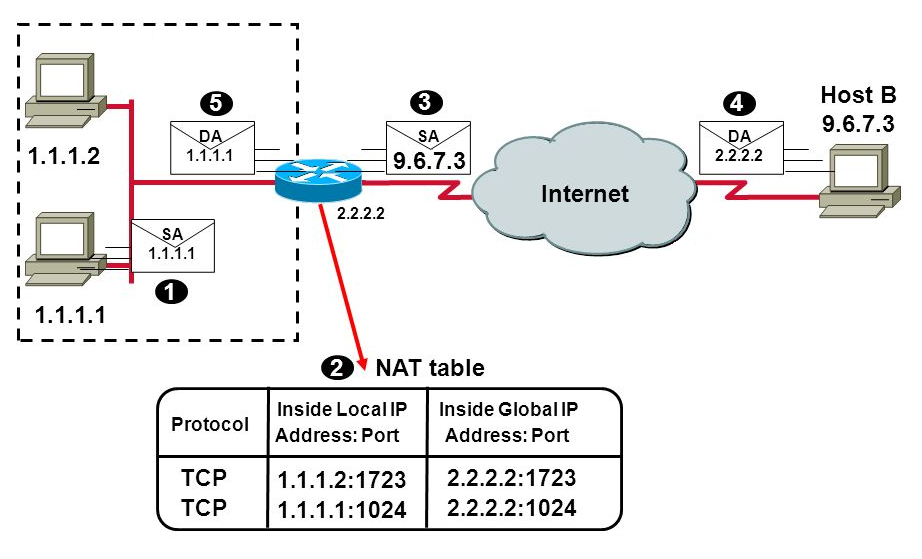 5
3
4
Host B
9.6.7.3
DA
1.1.1.1
SA
9.6.7.3
DA
2.2.2.2
1.1.1.2
Internet
2.2.2.2
SA
1.1.1.1
1
1.1.1.1
2 NAT table
Protocol
Inside Local IP
Address: Port
Inside Global IP
Address: Port
TCP 1.1.1.2:1723 2.2.2.2:1723
TCP 1.1.1.1:1024 2.2.2.2:1024